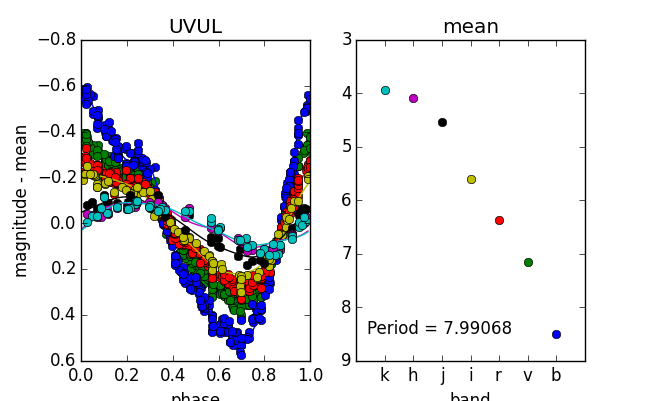 UVUL
mean
−0.8
−0.6
−0.4
−0.2
0.0
0.2
0.4
0.6
magnitude - mean
0.0 0.2 0.4 0.6 0.8 1.0
phase
3
4
5
6
7
8
9
Period = 7.99068
k h j i r v b
band